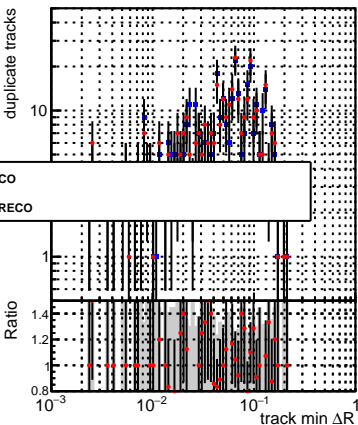 duplicate tracks
10
CO
RECO
1
Ratio
1.4
1.2
1
0.8
10⁻³
10⁻²
10⁻¹
1
track min ΔR